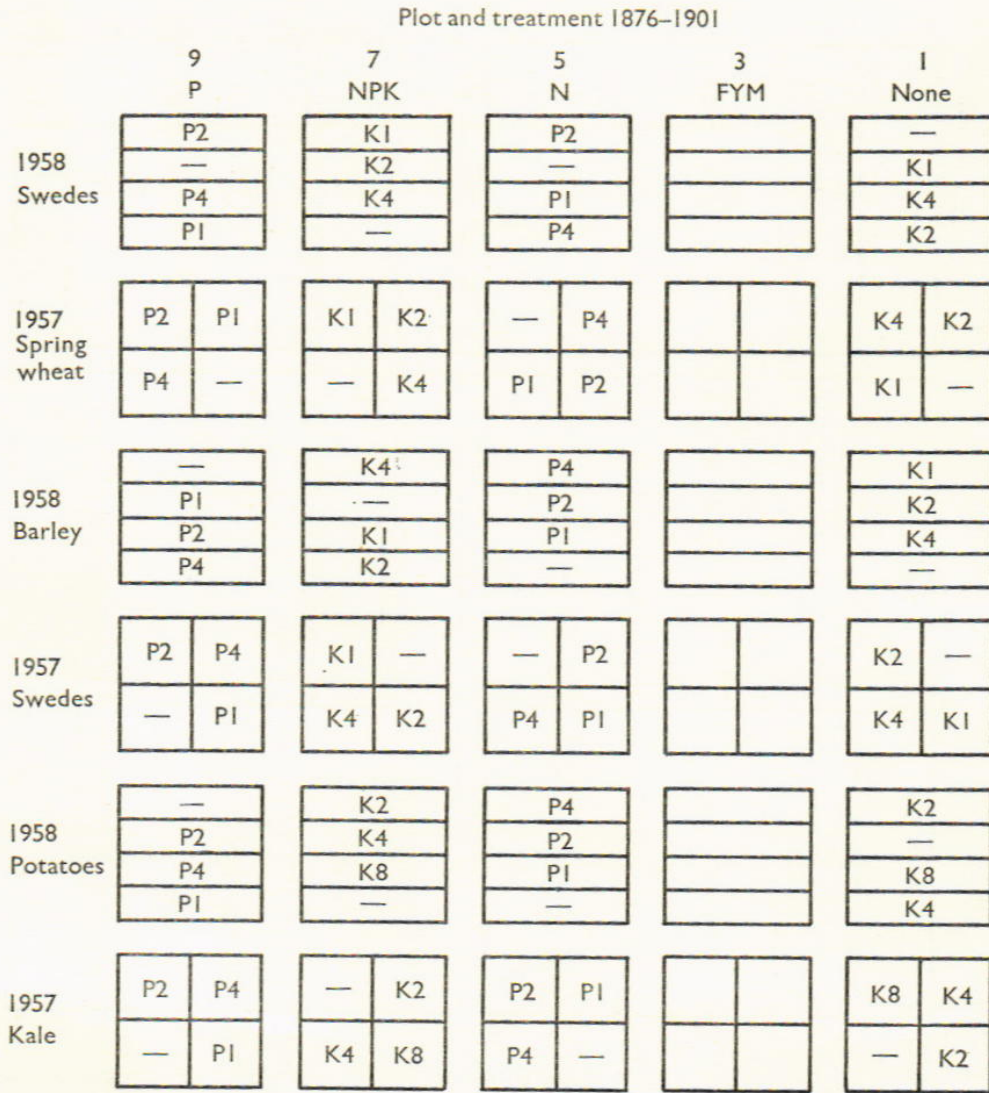 Plot and treatment 1876–1901
9 7 5 3 1
P NPK N FYM None
P2 K1 P2 —
1958 — K2 — K1
Swedes P4 K4 P1 K4
P1 — P4 K2
1957 P2 P1 K1 K2 — P4 K4 K2
Spring
wheat P4 — — K4 P1 P2 K1 —
— K4 P4 K1
1958 P1 — P2 K2
Barley P2 K1 P1 K4
P4 K2 — —
1957 P2 P4 K1 — — P2 K2 —
Swedes — P1 K4 K2 P4 P1 K4 K1
— K2 P4 K2
1958 P2 K4 P2 —
Potatoes P4 K8 P1 K8
P1 — — K4
1957 P2 P4 — K2 P2 P1 K8 K4
Kale — P1 K4 K8 P4 — — K2